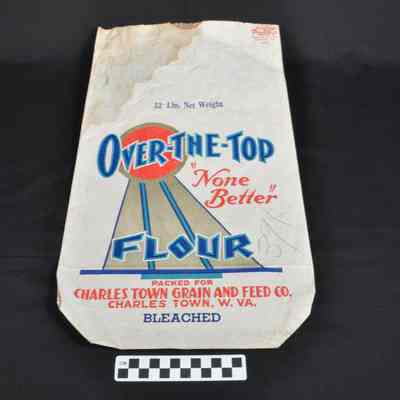 12 Lbs. Net Weight
OVER-THE-TOP
"None
Better"
FLOUR
PACKED FOR
CHARLES TOWN GRAIN AND FEED CO.
CHARLES TOWN, W. VA.
BLEACHED